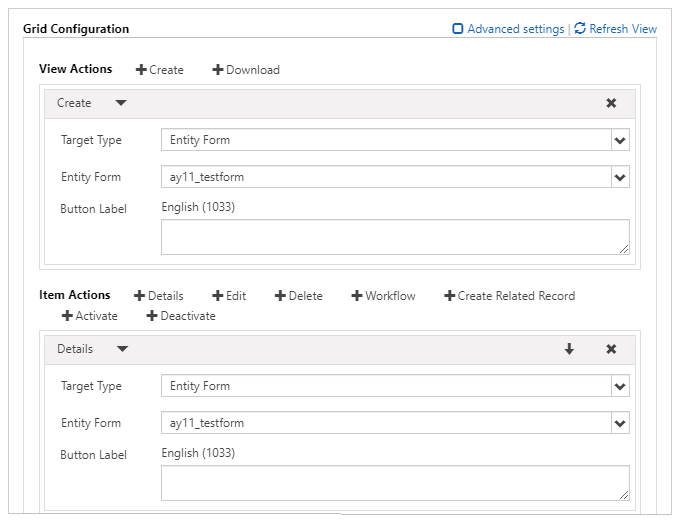 Grid Configuration Advanced settings | Refresh View
View Actions Create Download
Create
Target Type Entity Form
Entity Form ay11_testform
Button Label English (1033)
Item Actions Details Edit Delete Workflow Create Related Record
Activate Deactivate
Details
Target Type Entity Form
Entity Form ay11_testform
Button Label English (1033)